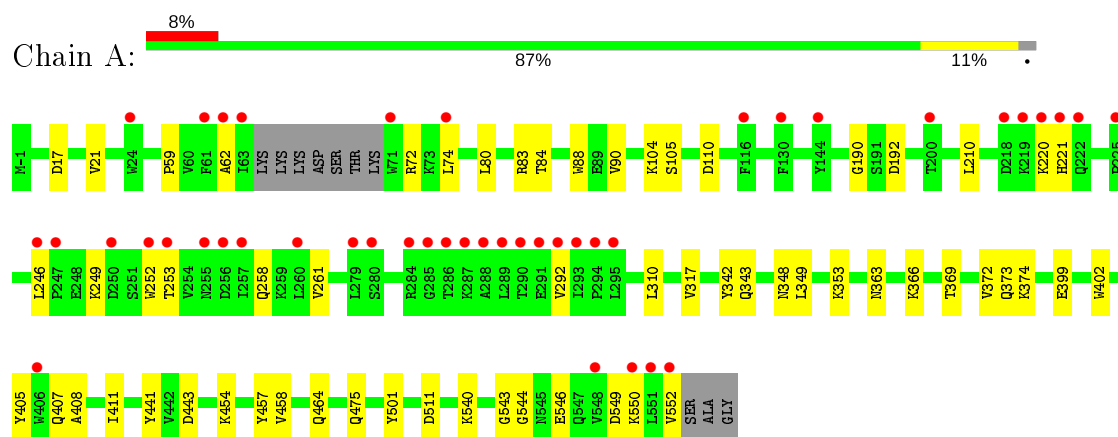 8%
Chain A:
87% 11% •
M-1 D17 V21 W24 P59 V60 F61 A62 I63 LYS LYS LYS ASP SER THR LYS W71 R72 K73 L74 L80 R83 T84 W88 E89 V90 K104 S105 D110 F116 F130 Y144 G190 S191 D192 T200 L210 D218 K219 K220 H221 Q222
L246 P247 E248 K249 D250 S251 W252 T253 V254 N255 D256 I257 Q258 K259 L260 V261 L279 S280 R284 G285 T286 K287 A288 L289 T290 E291 V292 I293 P294 L295 L310 V317 Y342 Q343 N348 L349 K353 N363 K366 T369 V372 Q373 K374 E399 W402
Y405 W406 Q407 A408 I411 Y441 V442 D443 K454 Y457 V458 Q464 Q475 Y501 D511 K540 G543 G544 N545 E546 Q547 V548 D549 K550 L551 V552 SER ALA GLY